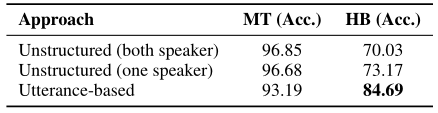 Approach MT (Acc.) HB (Acc.)
Unstructured (both speaker) 96.85 70.03
Unstructured (one speaker) 96.68 73.17
Utterance-based 93.19 84.69